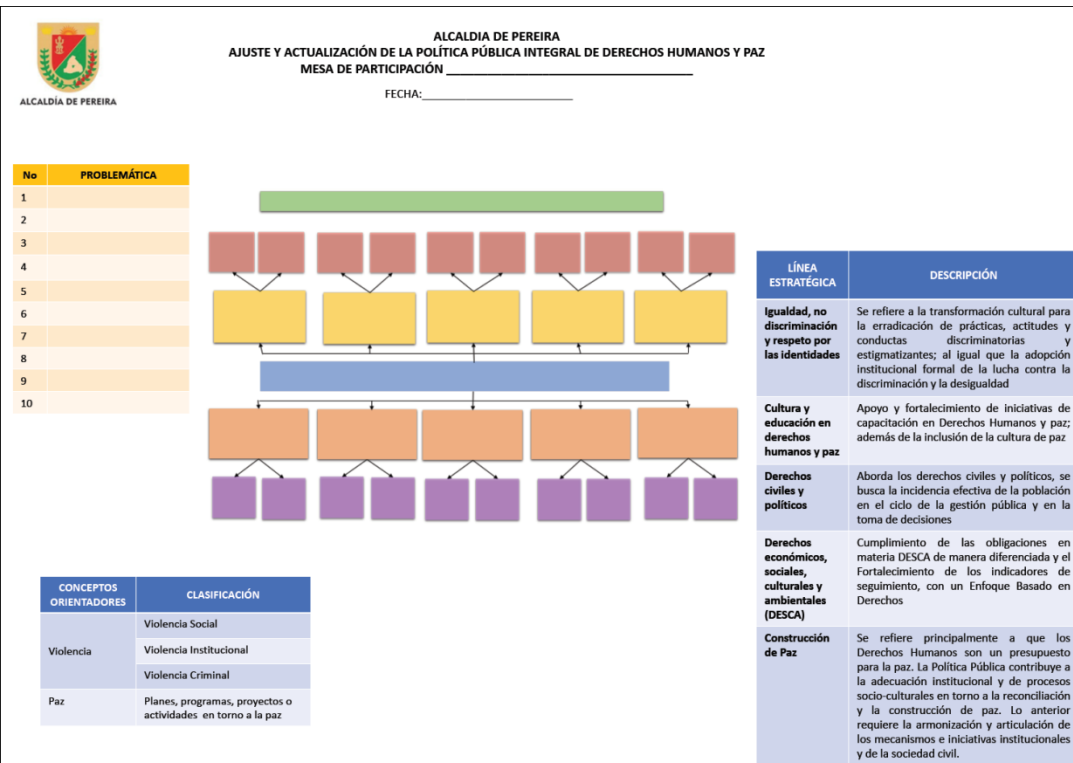 ALCALDIA DE PEREIRA
AJUSTE Y ACTUALIZACIÓN DE LA POLÍTICA PÚBLICA INTEGRAL DE DERECHOS HUMANOS Y PAZ
MESA DE PARTICIPACIÓN ___________________________________
FECHA:________________________
ALCALDÍA DE PEREIRA
No PROBLEMÁTICA
1
2
3
4
5
6
7
8
9
10
CONCEPTOS
ORIENTADORES
CLASIFICACIÓN
Violencia
Violencia Social
Violencia Institucional
Violencia Criminal
Paz
Planes, programas, proyectos o
actividades en torno a la paz
LÍNEA
ESTRATÉGICA
DESCRIPCIÓN
Igualdad, no
discriminación
y respeto por
las identidades
Se refiere a la transformación cultural para
la erradicación de prácticas, actitudes y
conductas discriminatorias y
estigmatizantes; al igual que la adopción
institucional formal de la lucha contra la
discriminación y la desigualdad
Cultura y
educación en
derechos
humanos y paz
Apoyo y fortalecimiento de iniciativas de
capacitación en Derechos Humanos y paz;
además de la inclusión de la cultura de paz
Derechos
civiles y
políticos
Aborda los derechos civiles y políticos, se
busca la incidencia efectiva de la población
en el ciclo de la gestión pública y en la
toma de decisiones
Derechos
económicos,
sociales,
culturales y
ambientales
(DESCA)
Cumplimiento de las obligaciones en
materia DESCA de manera diferenciada y el
Fortalecimiento de los indicadores de
seguimiento, con un Enfoque Basado en
Derechos
Construcción
de Paz
Se refiere principalmente a que los
Derechos Humanos son un presupuesto
para la paz. La Política Pública contribuye a
la adecuación institucional y de procesos
socio-culturales en torno a la reconciliación
y la construcción de paz. Lo anterior
requiere la armonización y articulación de
los mecanismos e iniciativas institucionales
y de la sociedad civil.